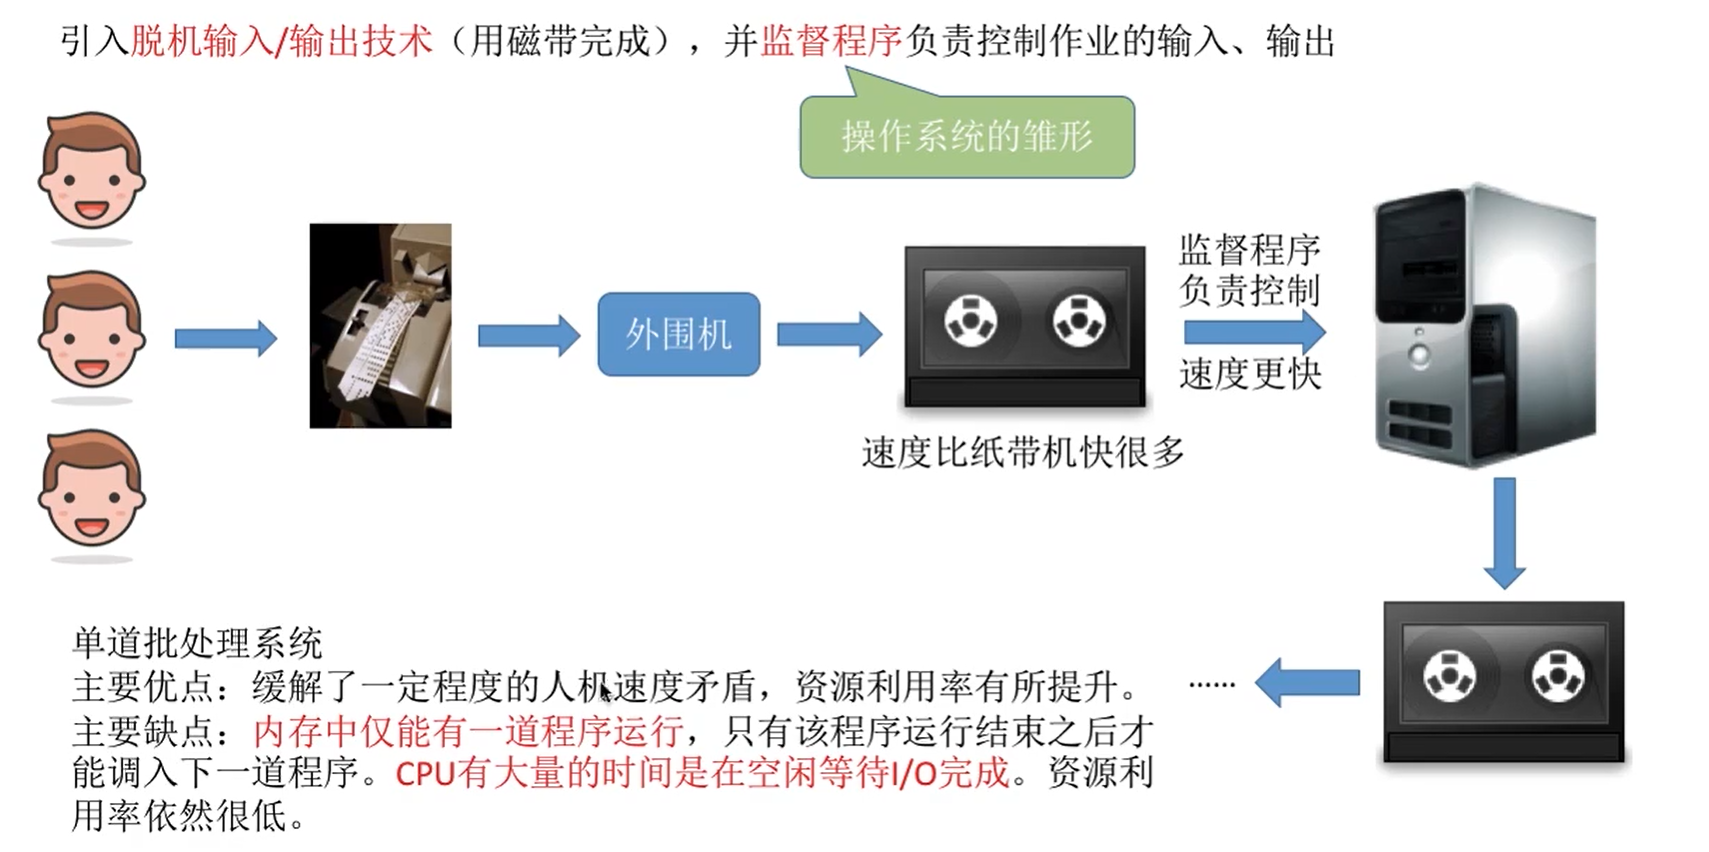 引入脱机输入/输出技术（用磁带完成），并监督程序负责控制作业的输入、输出
操作系统的雏形
外围机
监督程序
负责控制
速度更快
速度比纸带机快很多
单道批处理系统
主要优点：缓解了一定程度的人机速度矛盾，资源利用率有所提升。
主要缺点：内存中仅能有一道程序运行，只有该程序运行结束之后才
能调入下一道程序。CPU有大量的时间是在空闲等待I/O完成。资源利
用率依然很低。
……